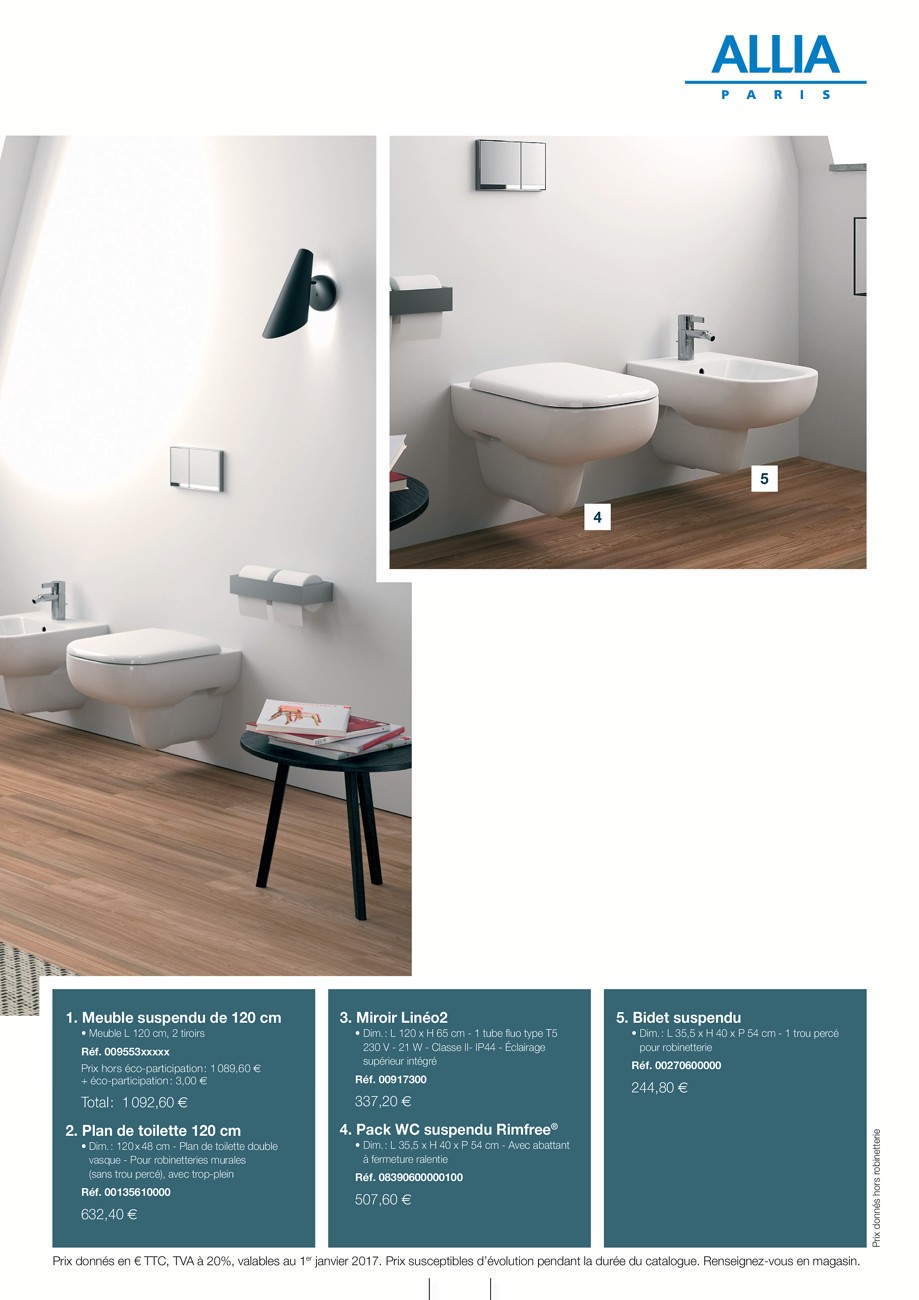 ALLIA
PARIS
4
5
1. Meuble suspendu de 120 cm
• Meuble L 120 cm, 2 tiroirs
Réf. 009553xxxxx
Prix hors éco-participation : 1 089,60 €
+ éco-participation : 3,00 €
Total : 1 092,60 €
2. Plan de toilette 120 cm
• Dim. : 120 x 48 cm - Plan de toilette double
vasque - Pour robinetteries murales
(sans trou percé), avec trop-plein
Réf. 00135610000
632,40 €
3. Miroir Linéo2
• Dim. : L 120 x H 65 cm - 1 tube fluo type T5
230 V - 21 W - Classe II- IP44 - Éclairage
supérieur intégré
Réf. 00917300
337,20 €
4. Pack WC suspendu Rimfree®
• Dim. : L 35,5 x H 40 x P 54 cm - Avec abattant
à fermeture ralentie
Réf. 08390600000100
507,60 €
5. Bidet suspendu
• Dim. : L 35,5 x H 40 x P 54 cm - 1 trou percé
pour robinetterie
Réf. 00270600000
244,80 €
Prix donnés hors robinetterie
Prix donnés en € TTC, TVA à 20%, valables au 1er janvier 2017. Prix susceptibles d'évolution pendant la durée du catalogue. Renseignez-vous en magasin.